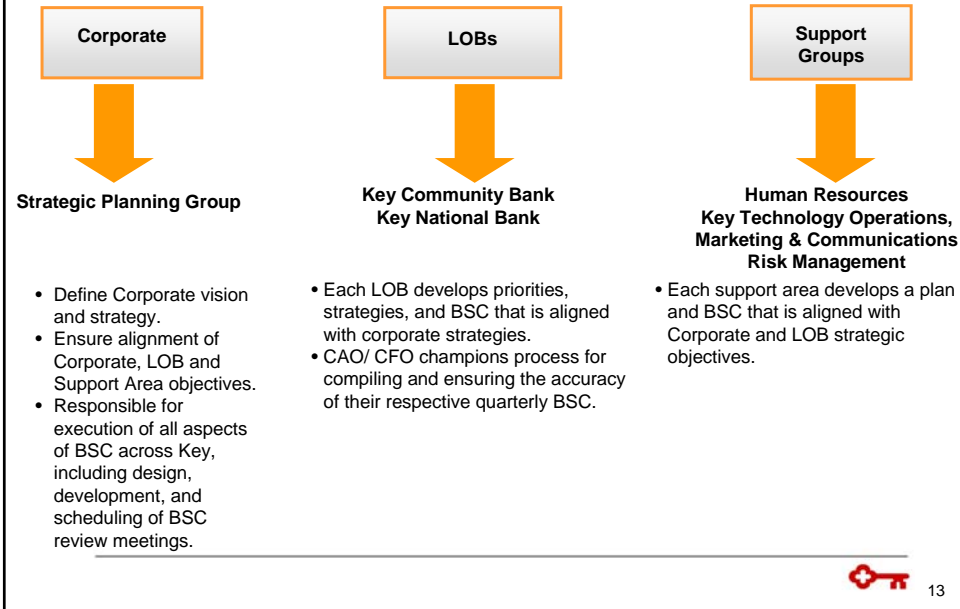 Corporate
Strategic Planning Group
• Define Corporate vision
and strategy.
• Ensure alignment of
Corporate, LOB and
Support Area objectives.
• Responsible for
execution of all aspects
of BSC across Key,
including design,
development, and
scheduling of BSC
review meetings.
LOBs
Key Community Bank
Key National Bank
• Each LOB develops priorities,
strategies, and BSC that is aligned
with corporate strategies.
• CAO/ CFO champions process for
compiling and ensuring the accuracy
of their respective quarterly BSC.
Support
Groups
Human Resources
Key Technology Operations,
Marketing & Communications
Risk Management
• Each support area develops a plan
and BSC that is aligned with
Corporate and LOB strategic
objectives.
13